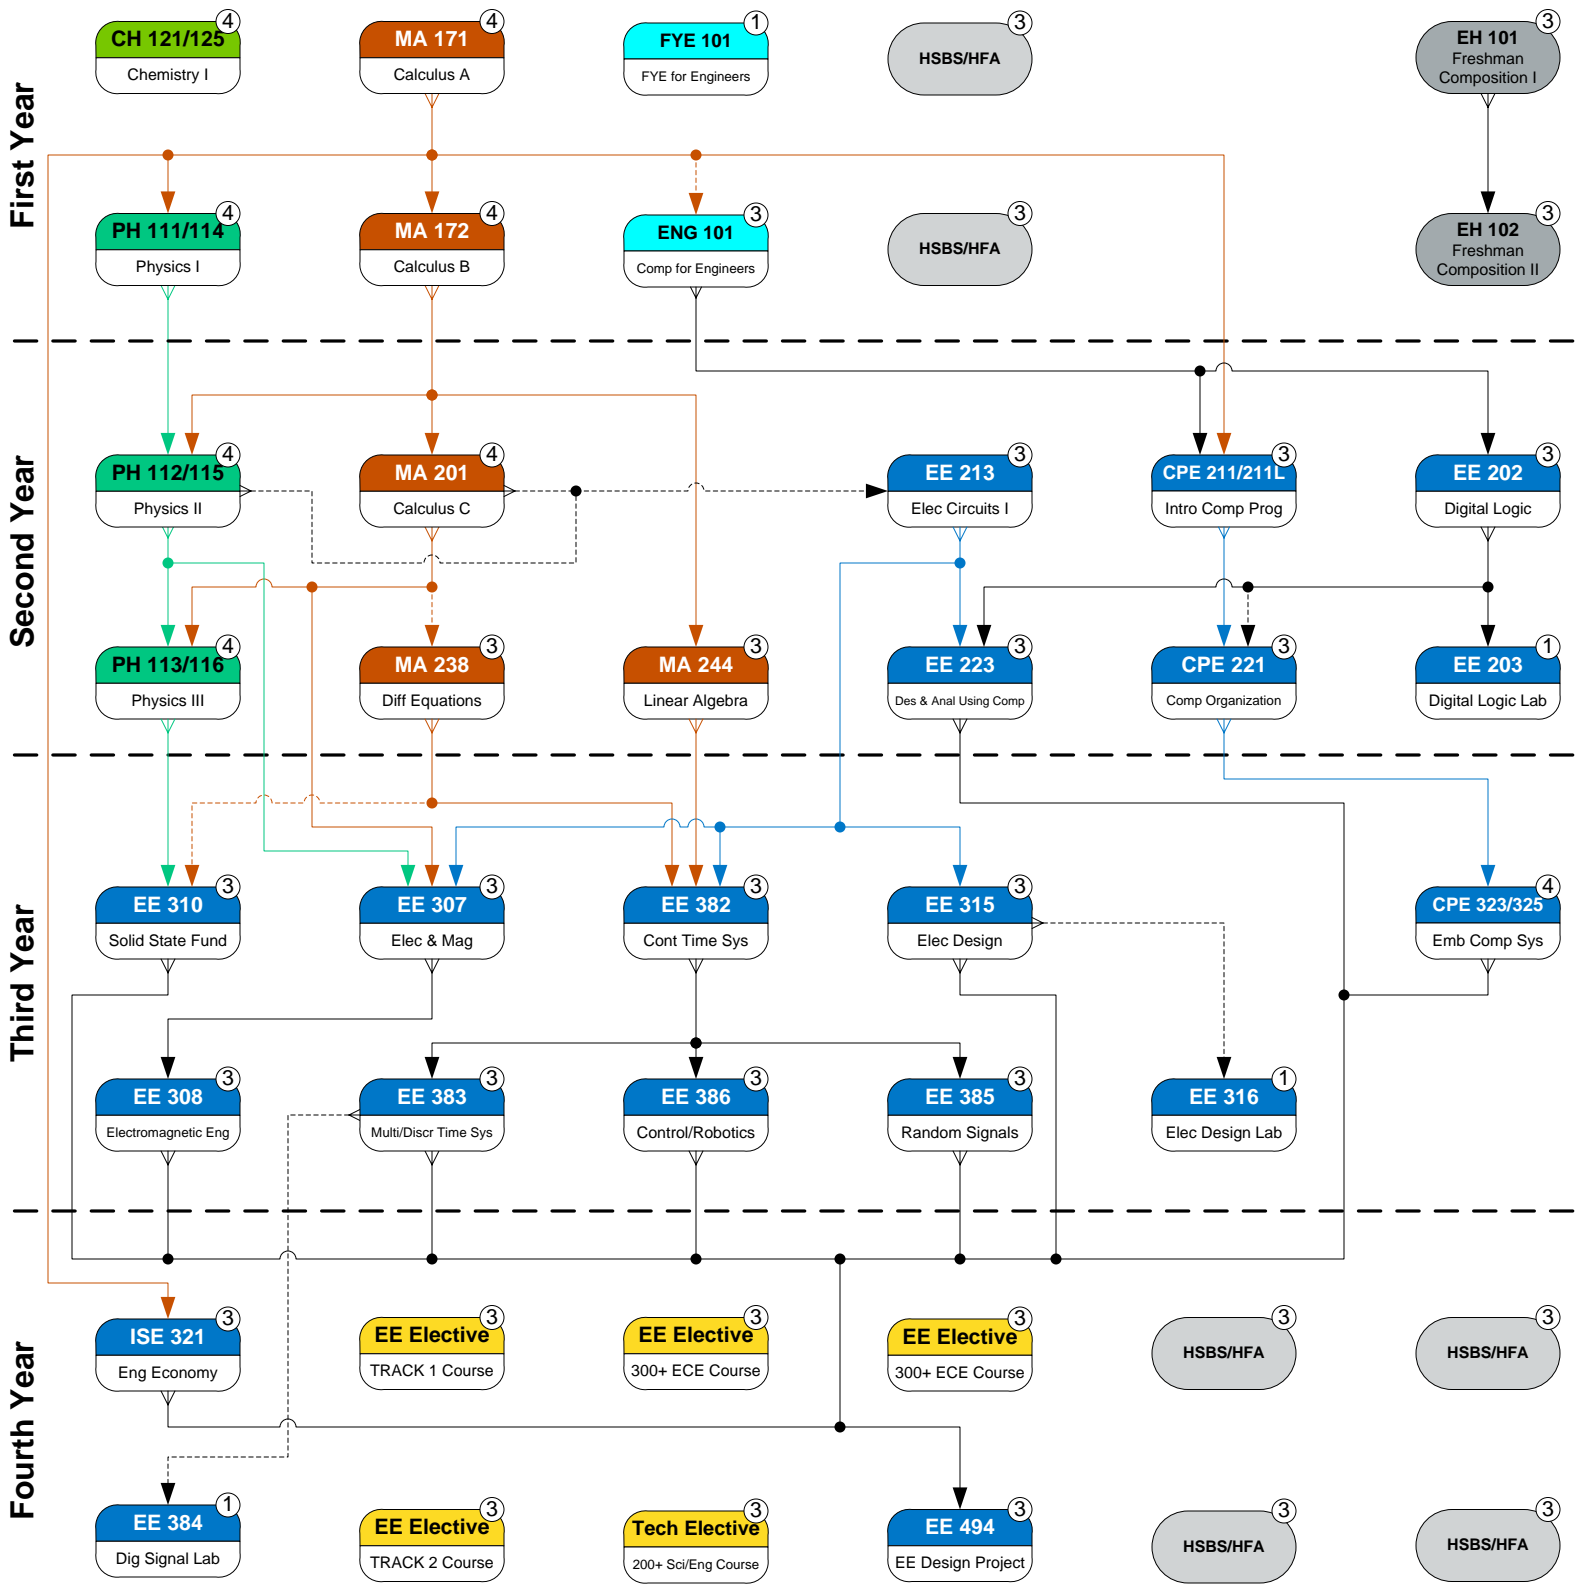 First Year
4
CH 121/125
Chemistry I
4
MA 171
Calculus A
1
FYE 101
FYE for Engineers
3
HSBS/HFA
3
EH 101
Freshman
Composition I
4
PH 111/114
Physics I
4
MA 172
Calculus B
3
ENG 101
Comp for Engineers
3
HSBS/HFA
3
EH 102
Freshman
Composition II
Second Year
4
PH 112/115
Physics II
4
MA 201
Calculus C
3
EE 213
Elec Circuits I
3
CPE 211/211L
Intro Comp Prog
3
EE 202
Digital Logic
4
PH 113/116
Physics III
3
MA 238
Diff Equations
3
MA 244
Linear Algebra
3
EE 223
Des & Anal Using Comp
3
CPE 221
Comp Organization
1
EE 203
Digital Logic Lab
Third Year
3
EE 310
Solid State Fund
3
EE 307
Elec & Mag
3
EE 382
Cont Time Sys
3
EE 315
Elec Design
4
CPE 323/325
Emb Comp Sys
3
EE 308
Electromagnetic Eng
3
EE 383
Multi/Discr Time Sys
3
EE 386
Control/Robotics
3
EE 385
Random Signals
1
EE 316
Elec Design Lab
Fourth Year
3
ISE 321
Eng Economy
3
EE Elective
TRACK 1 Course
3
EE Elective
300+ ECE Course
3
EE Elective
300+ ECE Course
3
HSBS/HFA
3
HSBS/HFA
1
EE 384
Dig Signal Lab
3
EE Elective
TRACK 2 Course
3
Tech Elective
200+ Sci/Eng Course
3
EE 494
EE Design Project
3
HSBS/HFA
3
HSBS/HFA